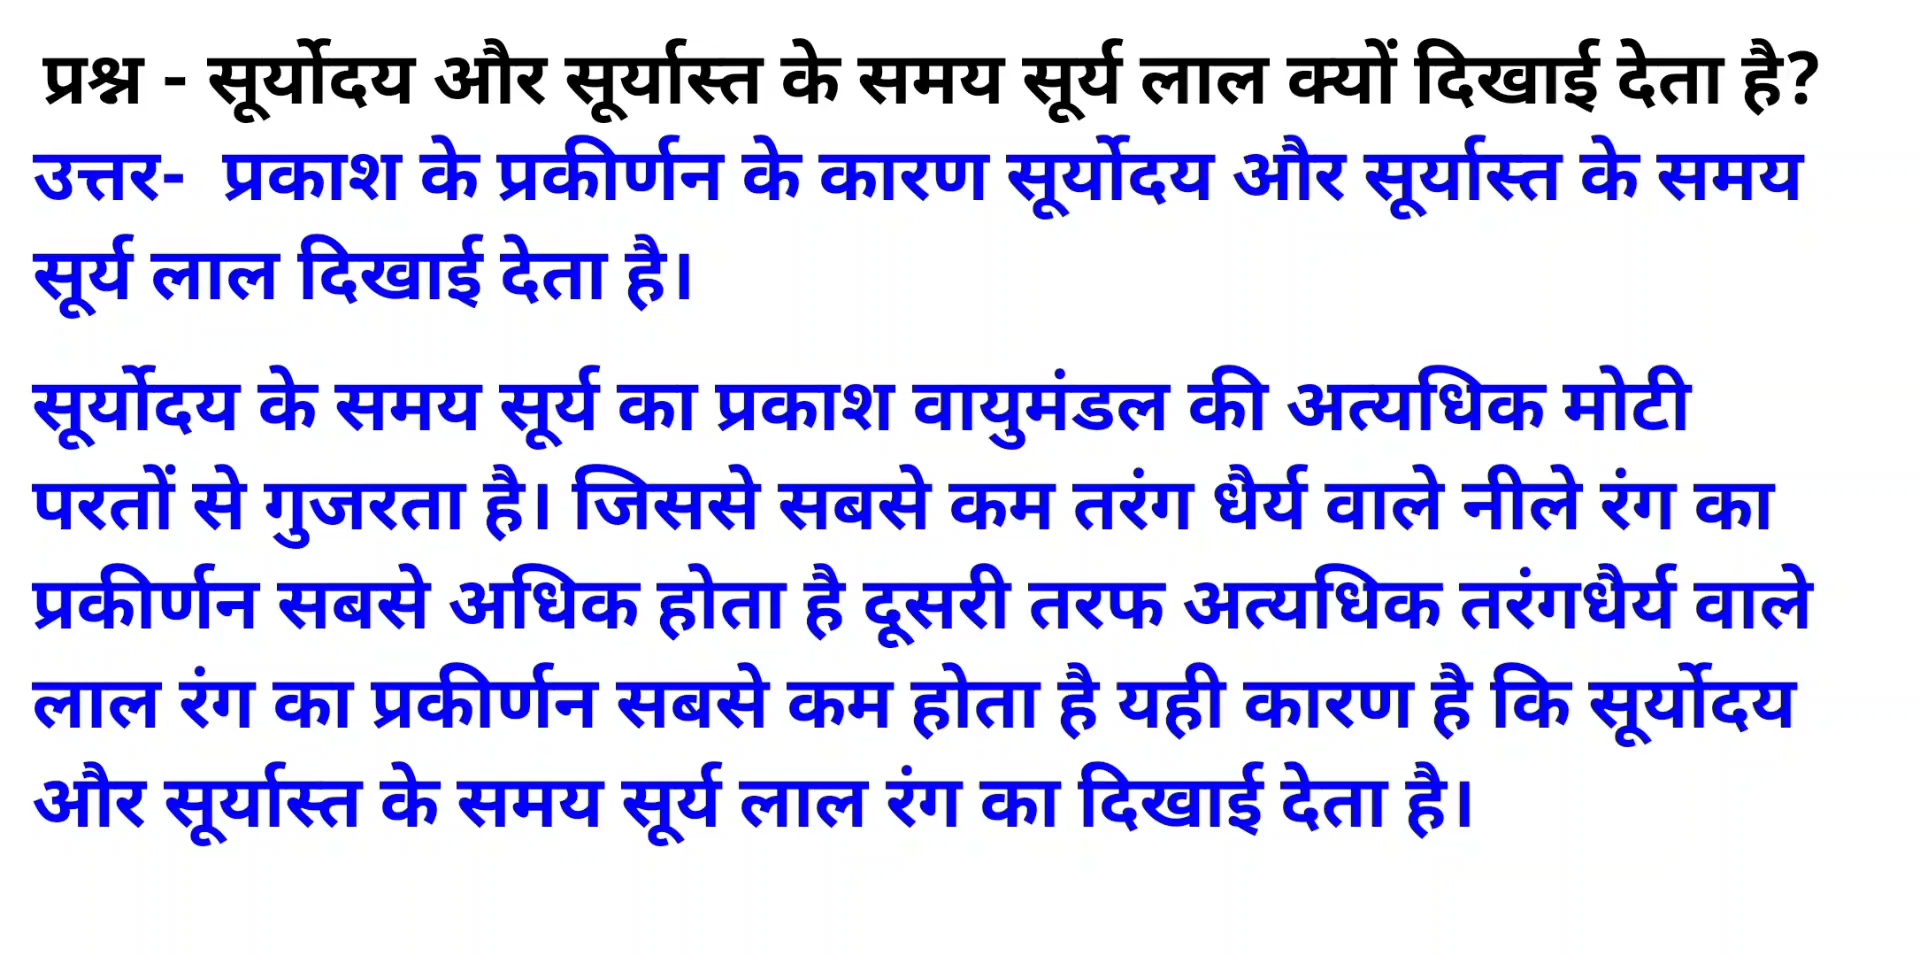 प्रश्न - सूर्योदय और सूर्यास्त के समय सूर्य लाल क्यों दिखाई देता है?
उत्तर- प्रकाश के प्रकीर्णन के कारण सूर्योदय और सूर्यास्त के समय
सूर्य लाल दिखाई देता है।
सूर्योदय के समय सूर्य का प्रकाश वायुमंडल की अत्यधिक मोटी
परतों से गुजरता है। जिससे सबसे कम तरंग धैर्य वाले नीले रंग का
प्रकीर्णन सबसे अधिक होता है दूसरी तरफ अत्यधिक तरंगधैर्य वाले
लाल रंग का प्रकीर्णन सबसे कम होता है यही कारण है कि सूर्योदय
और सूर्यास्त के समय सूर्य लाल रंग का दिखाई देता है।